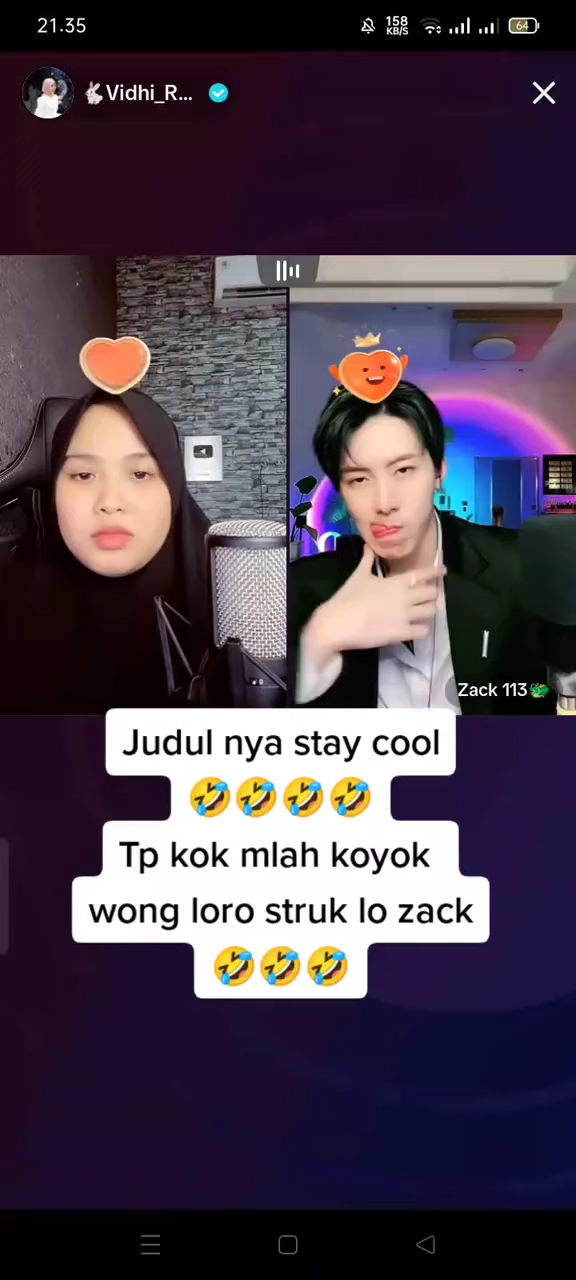 21.35
158
KB/S
64
🐇Vidhi_R...
Zack 113🐲
Judul nya stay cool
🤣🤣🤣🤣
Tp kok mlah koyok
wong loro struk lo zack
🤣🤣🤣